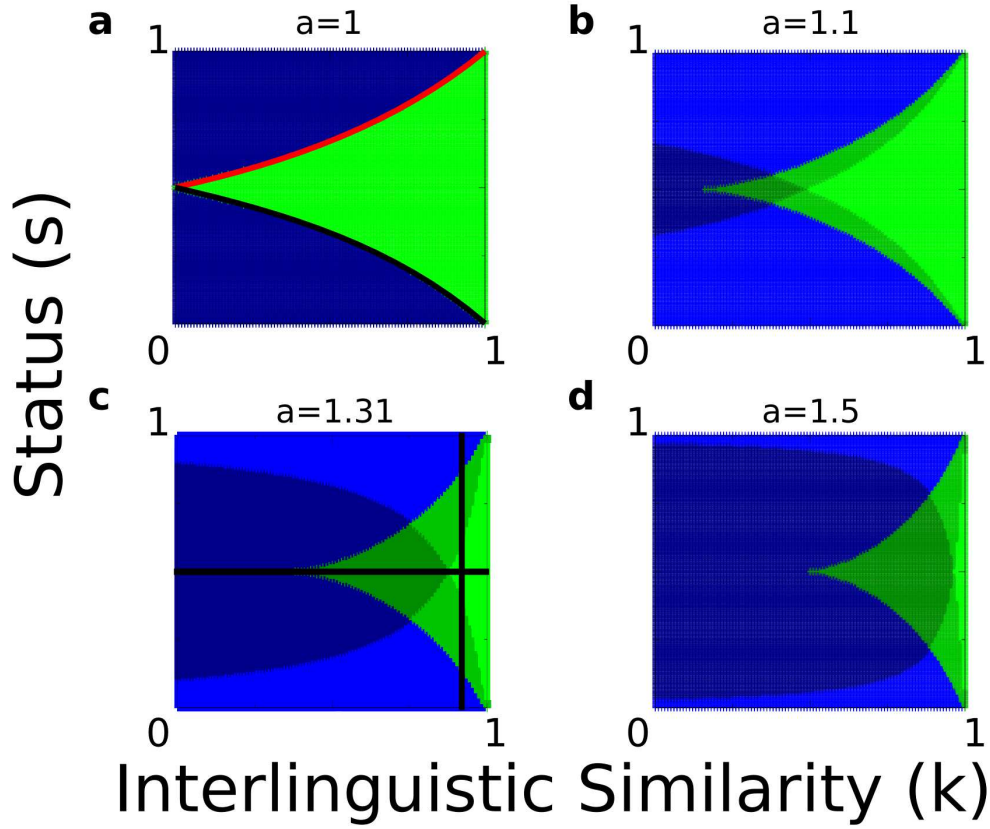 a
a=1
b
a=1.1
1
1
0
1
0
1
Status (s)
c
a=1.31
d
a=1.5
1
1
0
1
0
1
Interlinguistic Similarity (k)